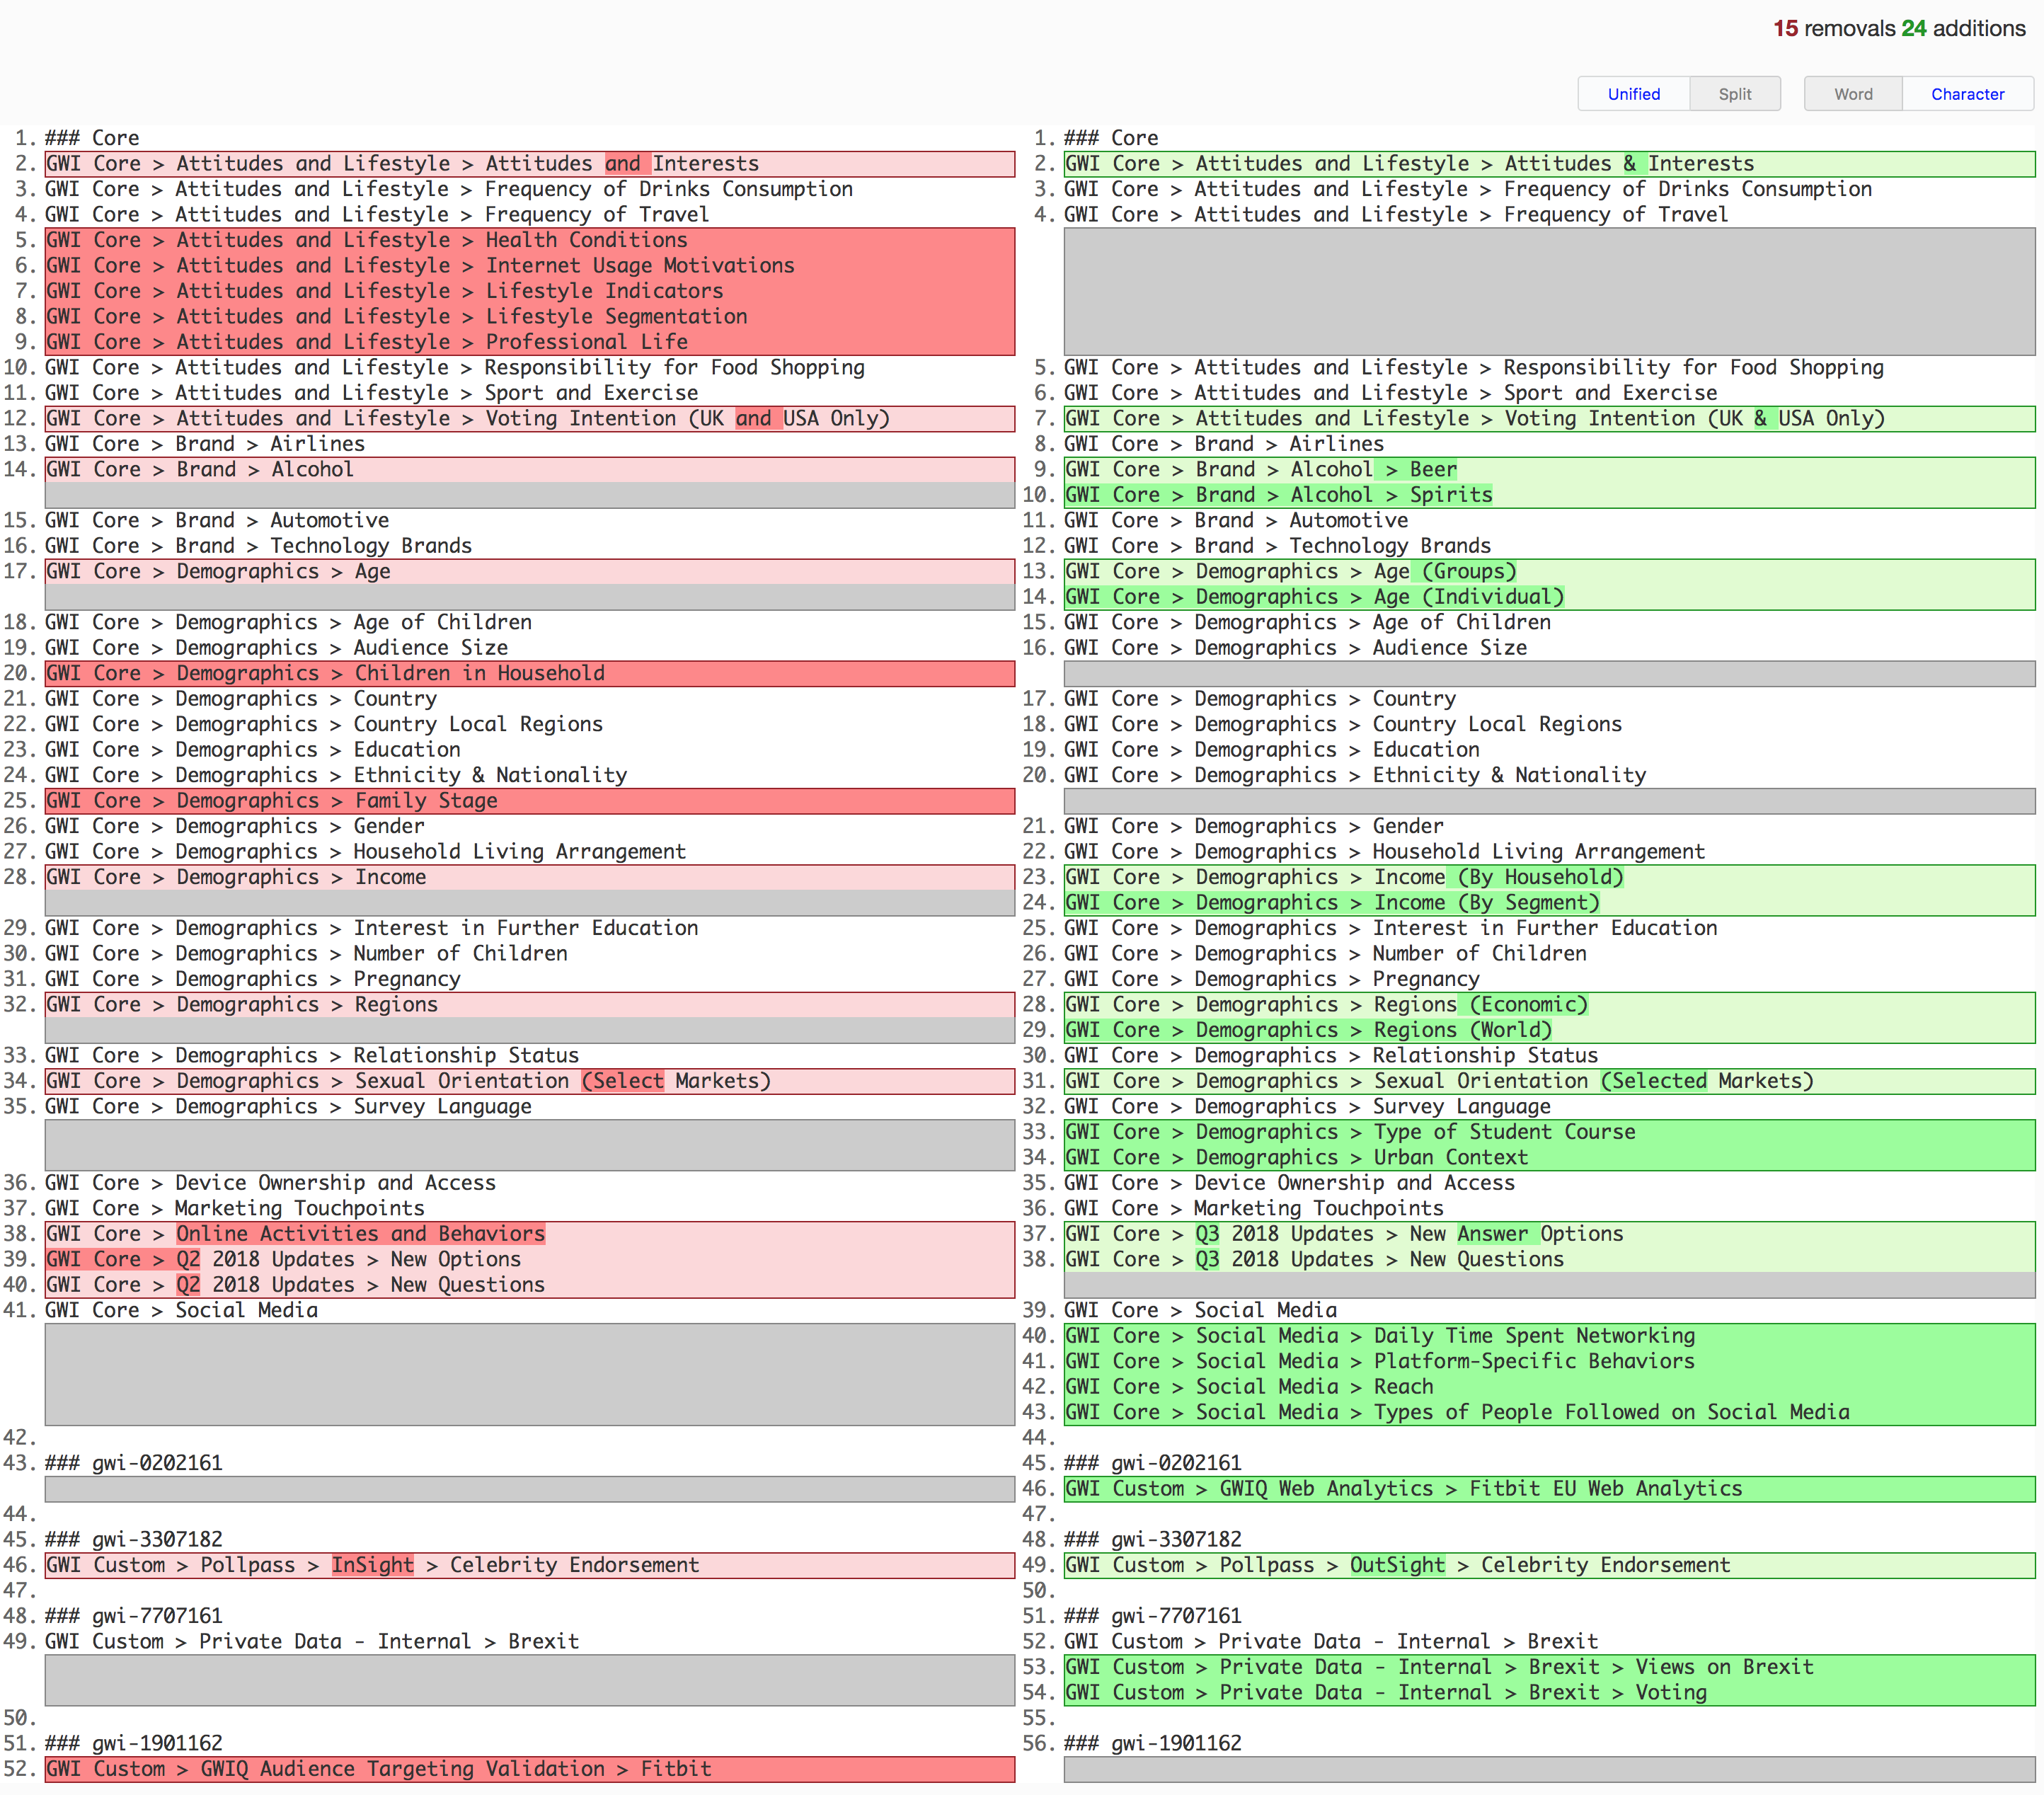 15 removals 24 additions
Unified Split Word Character
1. ### Core
2. GWI Core > Attitudes and Lifestyle > Attitudes and Interests
3. GWI Core > Attitudes and Lifestyle > Frequency of Drinks Consumption
4. GWI Core > Attitudes and Lifestyle > Frequency of Travel
5. GWI Core > Attitudes and Lifestyle > Health Conditions
6. GWI Core > Attitudes and Lifestyle > Internet Usage Motivations
7. GWI Core > Attitudes and Lifestyle > Lifestyle Indicators
8. GWI Core > Attitudes and Lifestyle > Lifestyle Segmentation
9. GWI Core > Attitudes and Lifestyle > Professional Life
10. GWI Core > Attitudes and Lifestyle > Responsibility for Food Shopping
11. GWI Core > Attitudes and Lifestyle > Sport and Exercise
12. GWI Core > Attitudes and Lifestyle > Voting Intention (UK and USA Only)
13. GWI Core > Brand > Airlines
14. GWI Core > Brand > Alcohol
15. GWI Core > Brand > Automotive
16. GWI Core > Brand > Technology Brands
17. GWI Core > Demographics > Age
18. GWI Core > Demographics > Age of Children
19. GWI Core > Demographics > Audience Size
20. GWI Core > Demographics > Children in Household
21. GWI Core > Demographics > Country
22. GWI Core > Demographics > Country Local Regions
23. GWI Core > Demographics > Education
24. GWI Core > Demographics > Ethnicity & Nationality
25. GWI Core > Demographics > Family Stage
26. GWI Core > Demographics > Gender
27. GWI Core > Demographics > Household Living Arrangement
28. GWI Core > Demographics > Income
29. GWI Core > Demographics > Interest in Further Education
30. GWI Core > Demographics > Number of Children
31. GWI Core > Demographics > Pregnancy
32. GWI Core > Demographics > Regions
33. GWI Core > Demographics > Relationship Status
34. GWI Core > Demographics > Sexual Orientation (Select Markets)
35. GWI Core > Demographics > Survey Language
36. GWI Core > Device Ownership and Access
37. GWI Core > Marketing Touchpoints
38. GWI Core > Online Activities and Behaviors
39. GWI Core > Q2 2018 Updates > New Options
40. GWI Core > Q2 2018 Updates > New Questions
41. GWI Core > Social Media
42.
43. ### gwi-0202161
44.
45. ### gwi-3307182
46. GWI Custom > Pollpass > InSight > Celebrity Endorsement
47.
48. ### gwi-7707161
49. GWI Custom > Private Data - Internal > Brexit
50.
51. ### gwi-1901162
52. GWI Custom > GWIQ Audience Targeting Validation > Fitbit
1. ### Core
2. GWI Core > Attitudes and Lifestyle > Attitudes & Interests
3. GWI Core > Attitudes and Lifestyle > Frequency of Drinks Consumption
4. GWI Core > Attitudes and Lifestyle > Frequency of Travel
5. GWI Core > Attitudes and Lifestyle > Responsibility for Food Shopping
6. GWI Core > Attitudes and Lifestyle > Sport and Exercise
7. GWI Core > Attitudes and Lifestyle > Voting Intention (UK & USA Only)
8. GWI Core > Brand > Airlines
9. GWI Core > Brand > Alcohol > Beer
10. GWI Core > Brand > Alcohol > Spirits
11. GWI Core > Brand > Automotive
12. GWI Core > Brand > Technology Brands
13. GWI Core > Demographics > Age (Groups)
14. GWI Core > Demographics > Age (Individual)
15. GWI Core > Demographics > Age of Children
16. GWI Core > Demographics > Audience Size
17. GWI Core > Demographics > Country
18. GWI Core > Demographics > Country Local Regions
19. GWI Core > Demographics > Education
20. GWI Core > Demographics > Ethnicity & Nationality
21. GWI Core > Demographics > Gender
22. GWI Core > Demographics > Household Living Arrangement
23. GWI Core > Demographics > Income (By Household)
24. GWI Core > Demographics > Income (By Segment)
25. GWI Core > Demographics > Interest in Further Education
26. GWI Core > Demographics > Number of Children
27. GWI Core > Demographics > Pregnancy
28. GWI Core > Demographics > Regions (Economic)
29. GWI Core > Demographics > Regions (World)
30. GWI Core > Demographics > Relationship Status
31. GWI Core > Demographics > Sexual Orientation (Selected Markets)
32. GWI Core > Demographics > Survey Language
33. GWI Core > Demographics > Type of Student Course
34. GWI Core > Demographics > Urban Context
35. GWI Core > Device Ownership and Access
36. GWI Core > Marketing Touchpoints
37. GWI Core > Q3 2018 Updates > New Answer Options
38. GWI Core > Q3 2018 Updates > New Questions
39. GWI Core > Social Media
40. GWI Core > Social Media > Daily Time Spent Networking
41. GWI Core > Social Media > Platform-Specific Behaviors
42. GWI Core > Social Media > Reach
43. GWI Core > Social Media > Types of People Followed on Social Media
44.
45. ### gwi-0202161
46. GWI Custom > GWIQ Web Analytics > Fitbit EU Web Analytics
47.
48. ### gwi-3307182
49. GWI Custom > Pollpass > OutSight > Celebrity Endorsement
50.
51. ### gwi-7707161
52. GWI Custom > Private Data - Internal > Brexit
53. GWI Custom > Private Data - Internal > Brexit > Views on Brexit
54. GWI Custom > Private Data - Internal > Brexit > Voting
55.
56. ### gwi-1901162